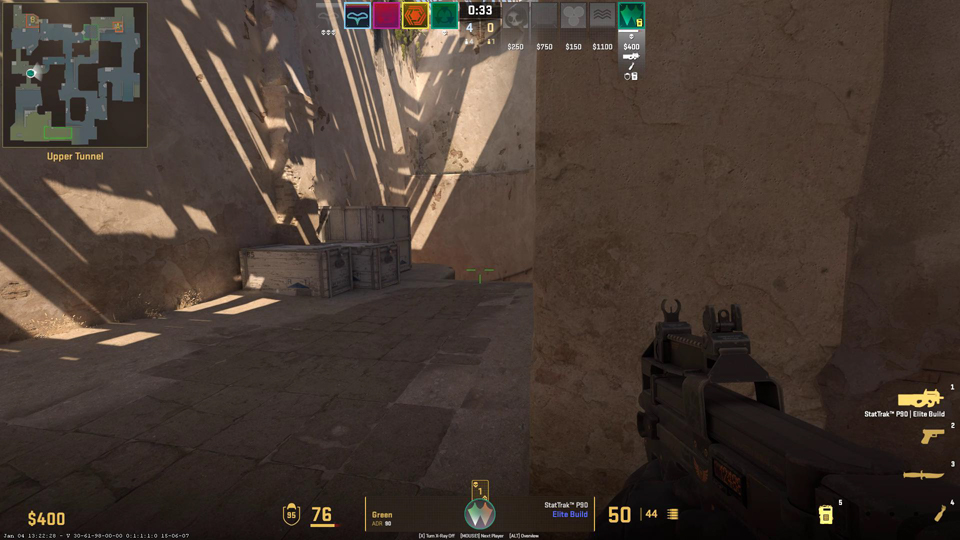 0:33
4 0
$250 $750 $150 $1100 $400
B
A
Upper Tunnel
1
StatTrak™ P90 | Elite Build
2
3
4
5
1
$400
95
76
Green
ADR 90
StatTrak™ P90
Elite Build
50 44
[X] Turn X-Ray Off [MOUSE1] Next Player [ALT] Overview